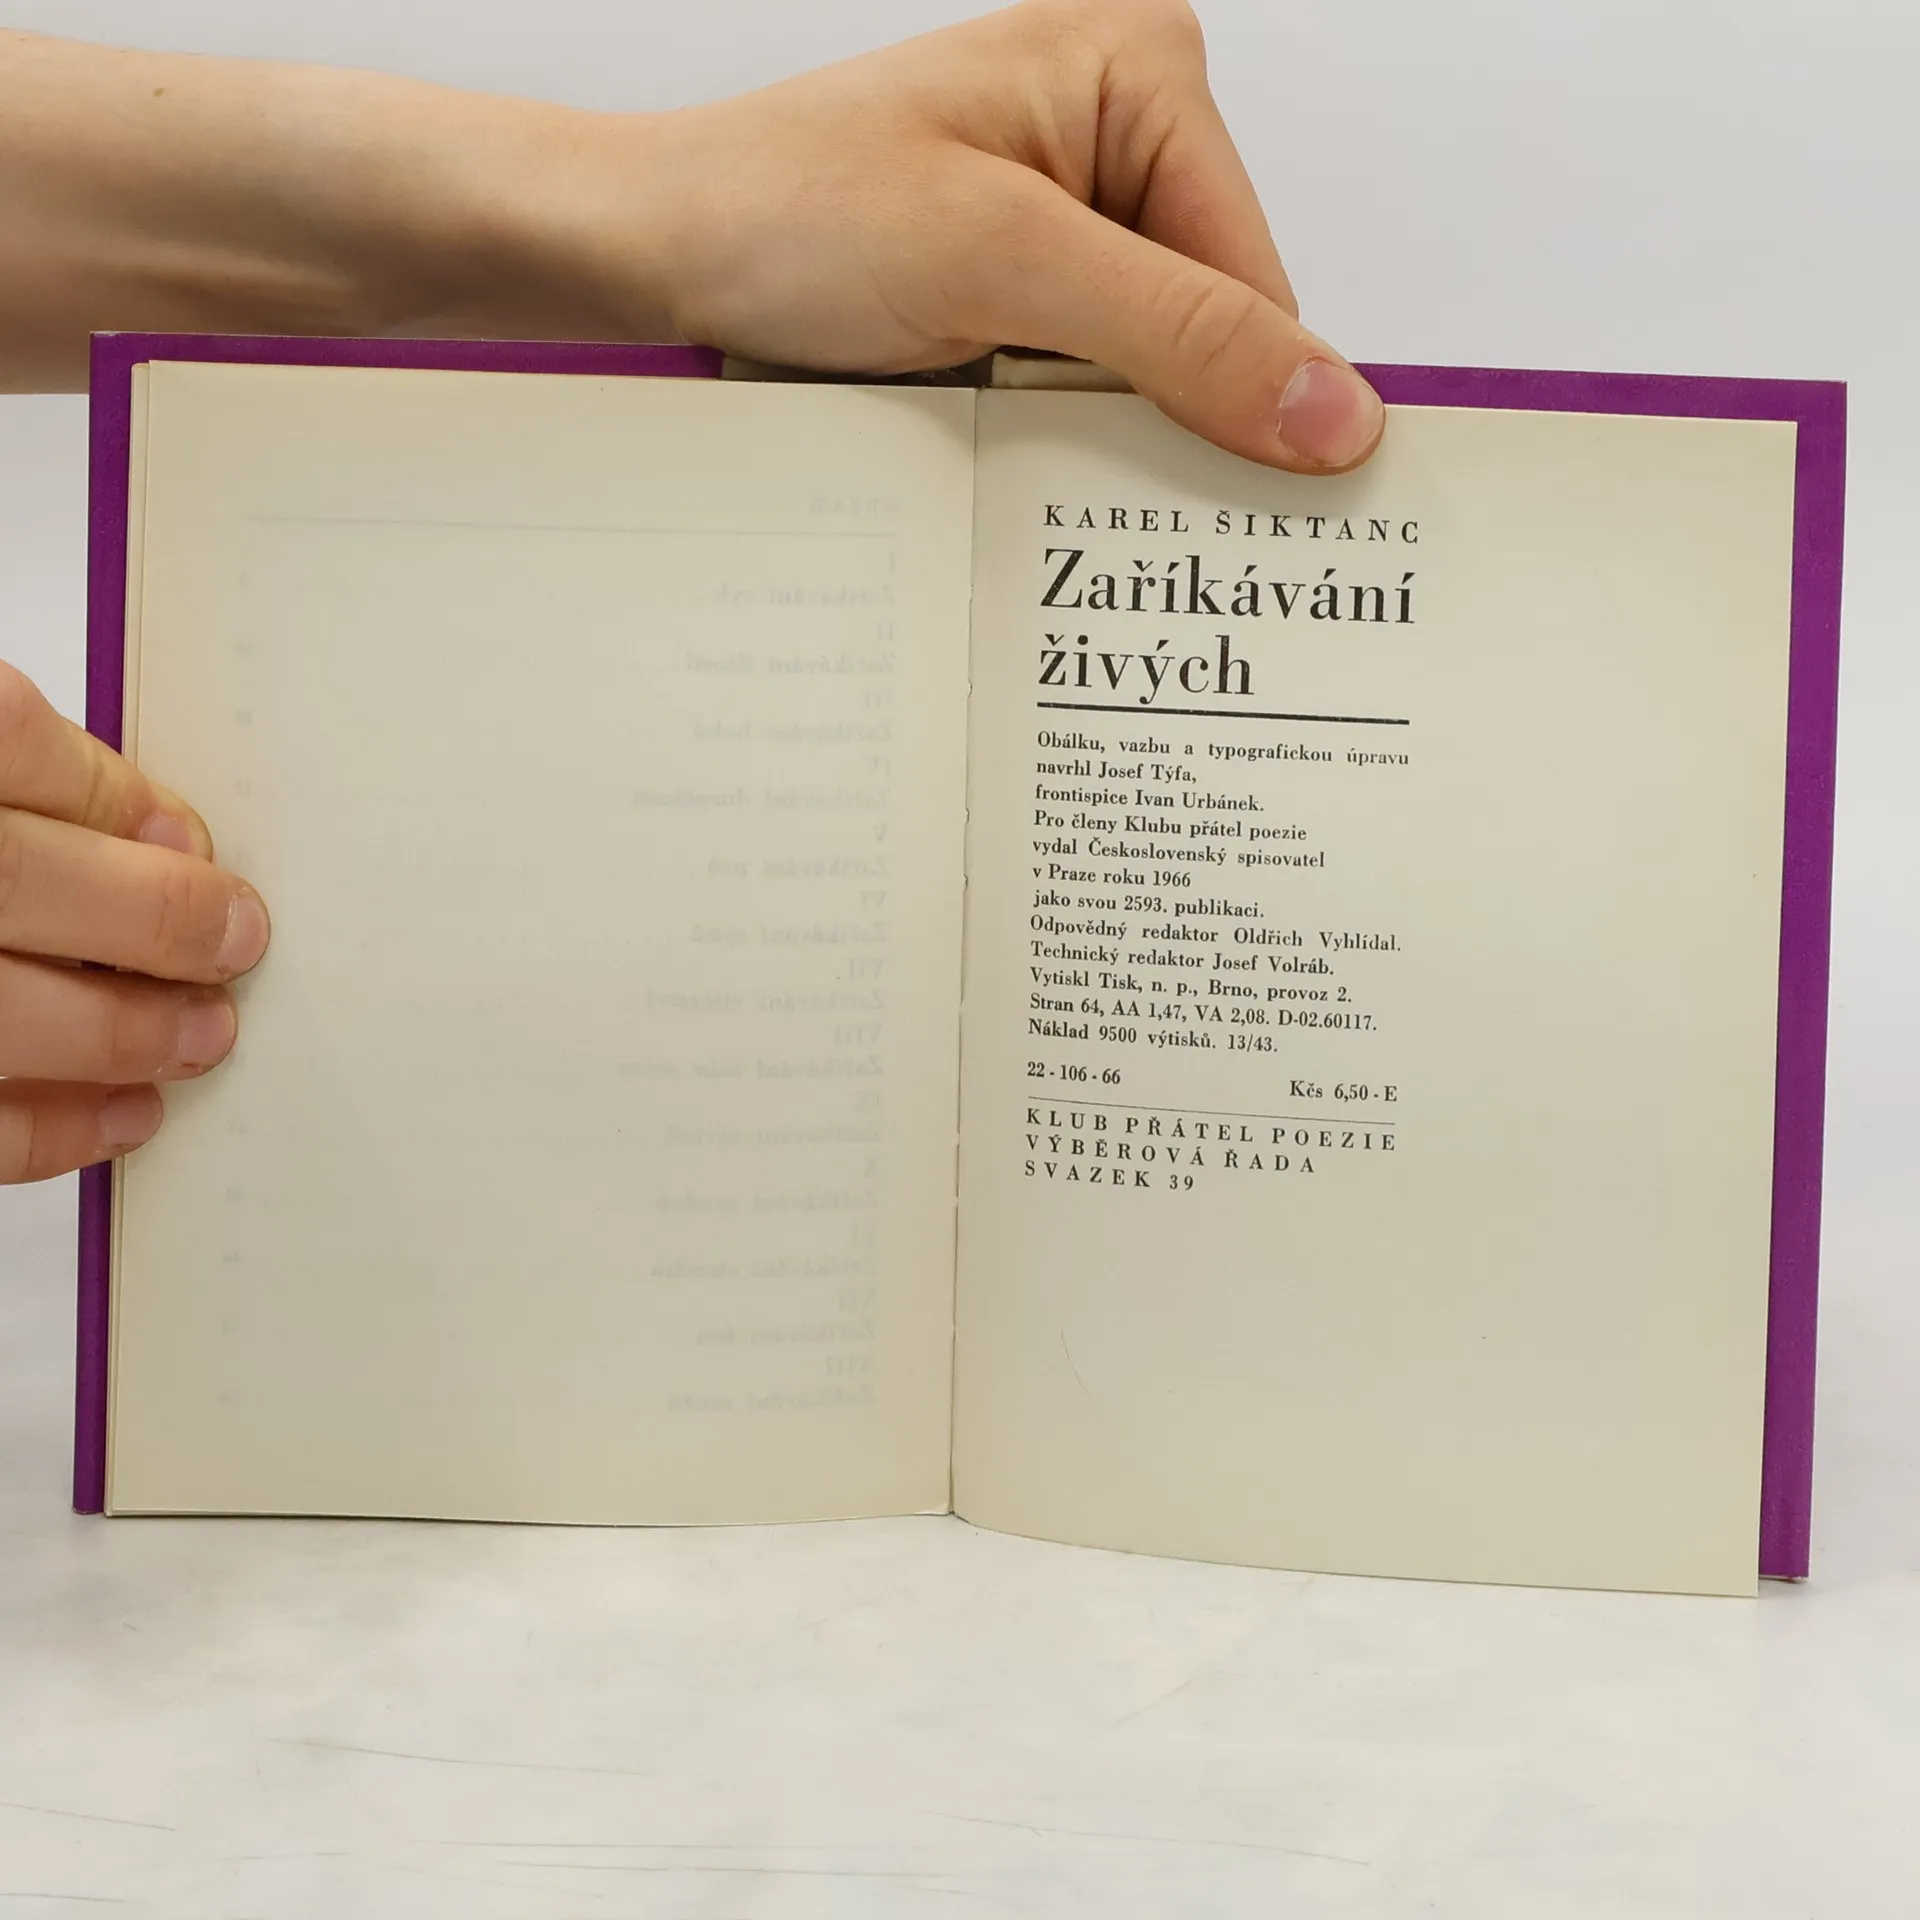 KAREL ŠIKTANC
Zaříkávání
živých
Obálku, vazbu a typografickou úpravu
navrhl Josef Týfa,
frontispice Ivan Urbánek.
Pro členy Klubu přátel poezie
vydal Československý spisovatel
v Praze roku 1966
jako svou 2593. publikaci.
Odpovědný redaktor Oldřich Vyhlídal.
Technický redaktor Josef Volráb.
Vytiskl Tisk, n. p., Brno, provoz 2.
Stran 64, AA 1,47, VA 2,08. D-02.60117.
Náklad 9500 výtisků. 13/43.
22 - 106 - 66 Kčs 6,50 - E
KLUB PŘÁTEL POEZIE
VÝBĚROVÁ ŘADA
SVAZEK 39